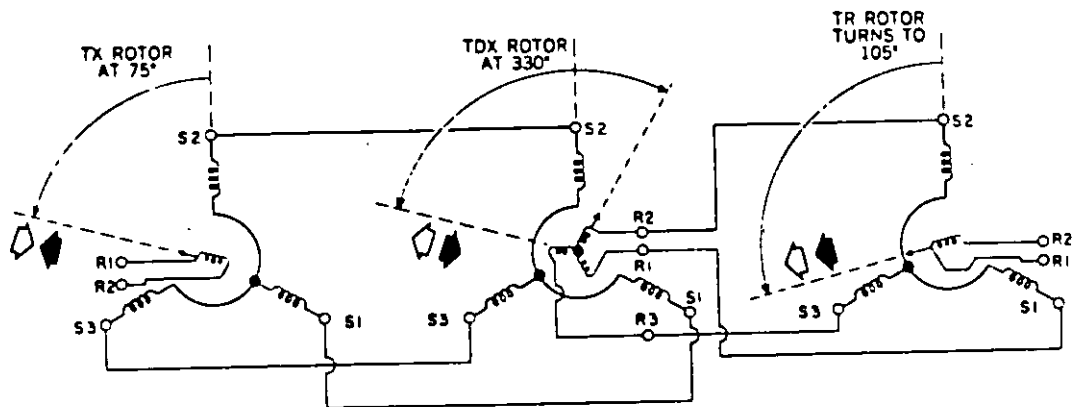 TX ROTOR
AT 75°
TDX ROTOR
AT 330°
TR ROTOR
TURNS TO
105°
S2
S2
S2
R1
R2
S3
S1
R2
R1
S3
S1
R3
R2
R1
S3
S1